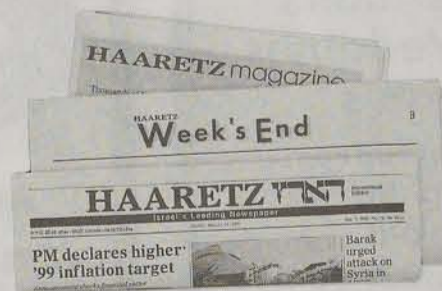 HAARETZ magazine
Thousands
HAARETZ
Week's End
B
HAARETZ הארץ
Israel's Leading Newspaper
PM declares higher
'99 inflation target
Barak
urged
attack on
Syria in